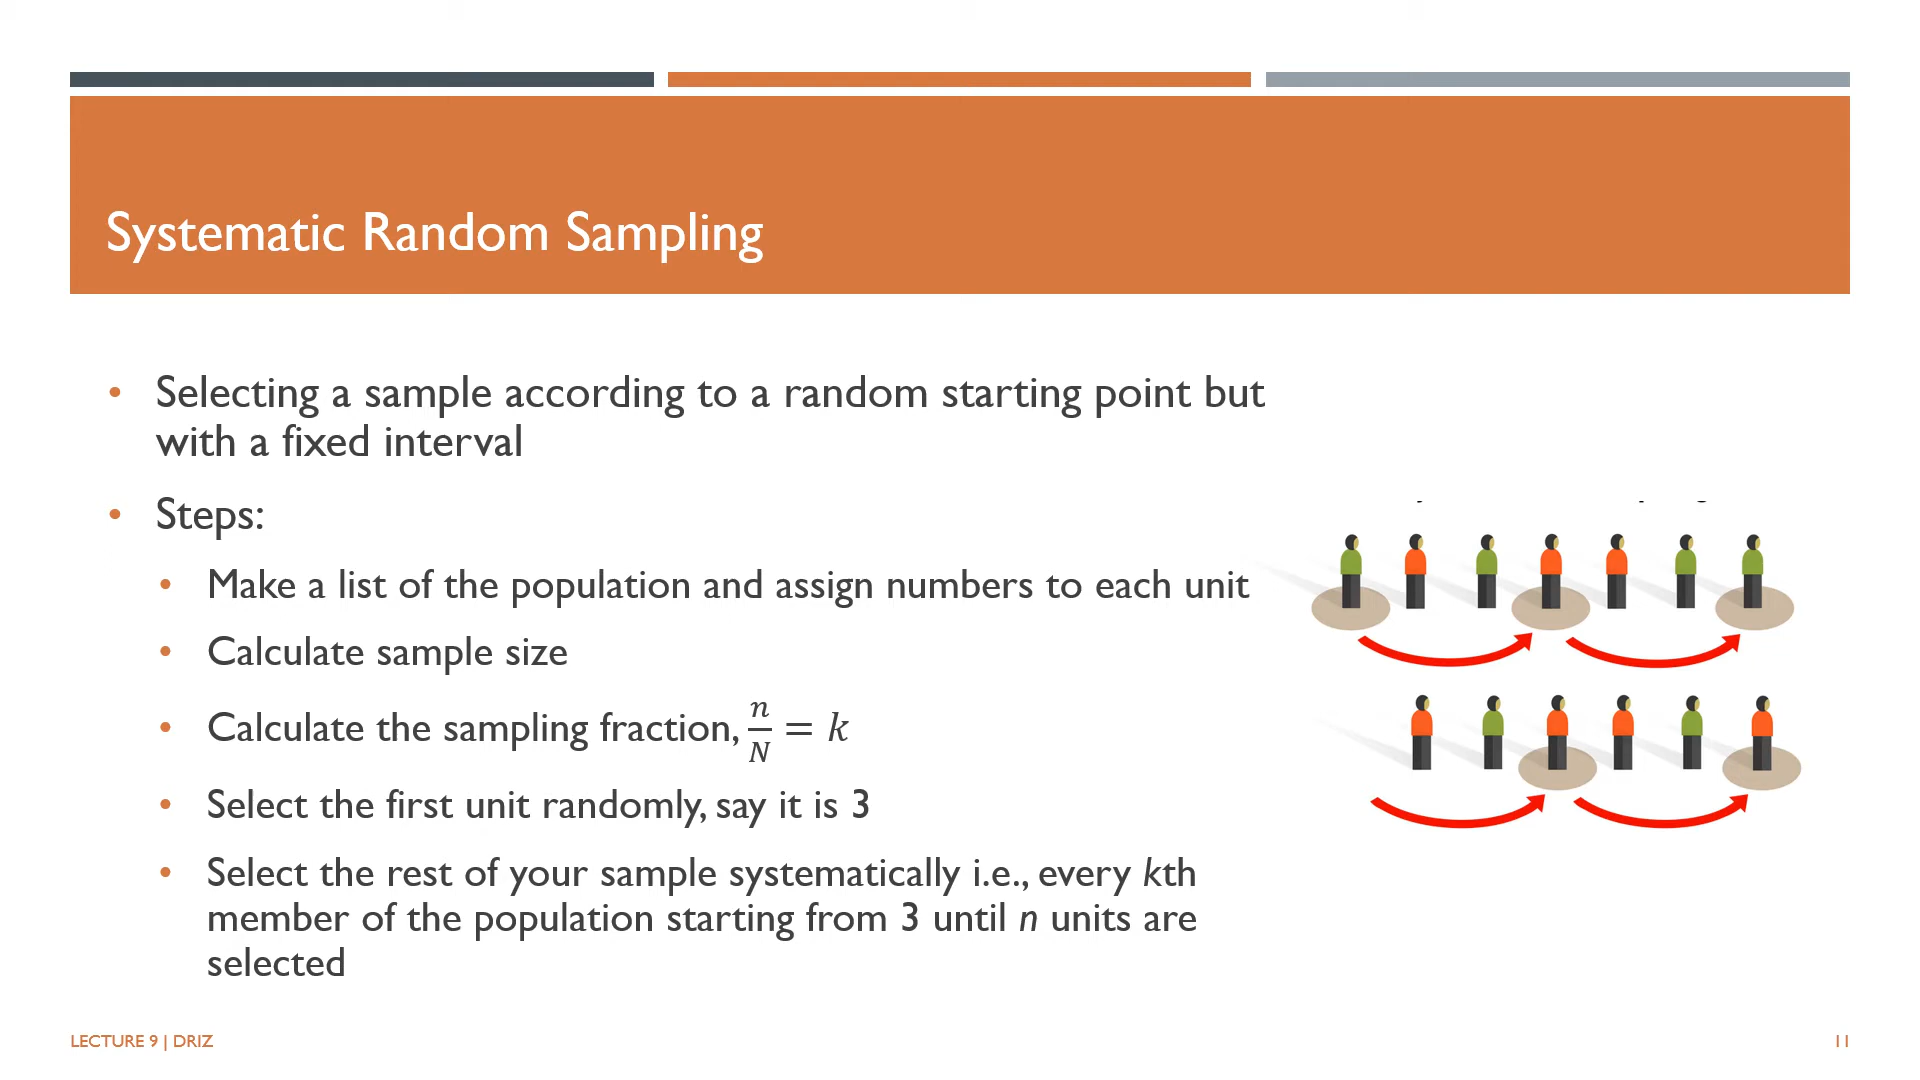 Systematic Random Sampling
• Selecting a sample according to a random starting point but
with a fixed interval
• Steps:
• Make a list of the population and assign numbers to each unit
• Calculate sample size
• Calculate the sampling fraction, n/N = k
• Select the first unit randomly, say it is 3
• Select the rest of your sample systematically i.e., every kth
member of the population starting from 3 until n units are
selected
LECTURE 9 | DRIZ
11